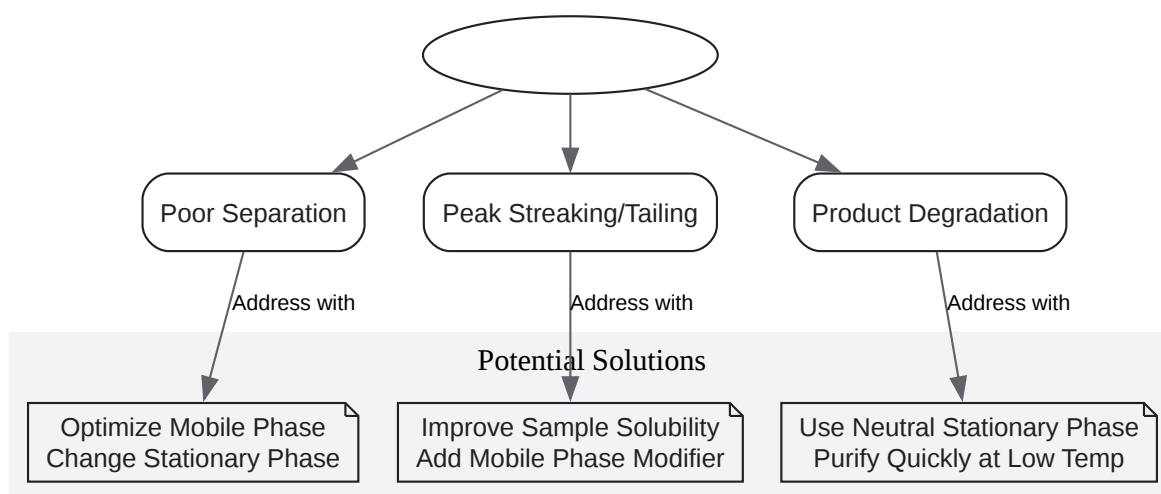 Poor Separation
Peak Streaking/Tailing
Product Degradation
Address with
Address with
Address with
Potential Solutions
Optimize Mobile Phase
Change Stationary Phase
Improve Sample Solubility
Add Mobile Phase Modifier
Use Neutral Stationary Phase
Purify Quickly at Low Temp